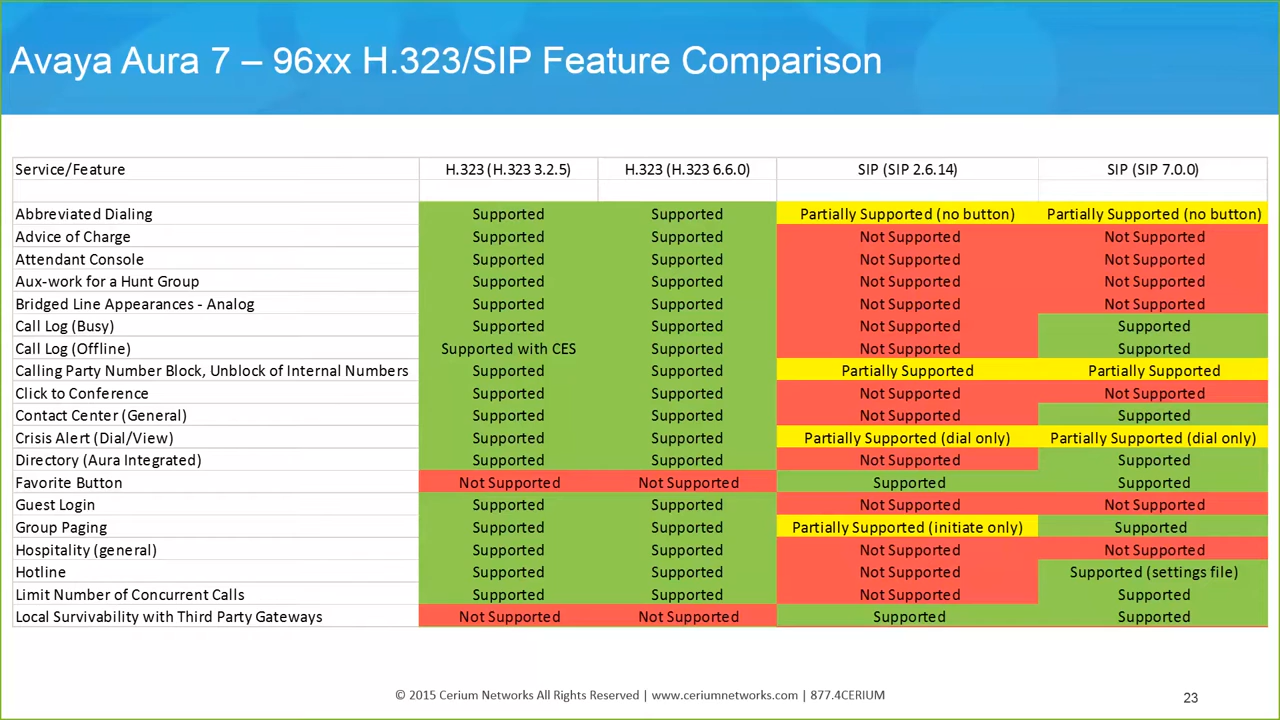 Avaya Aura 7 – 96xx H.323/SIP Feature Comparison
Service/Feature H.323 (H.323 3.2.5) H.323 (H.323 6.6.0) SIP (SIP 2.6.14) SIP (SIP 7.0.0)
Abbreviated Dialing Supported Supported Partially Supported (no button) Partially Supported (no button)
Advice of Charge Supported Supported Not Supported Not Supported
Attendant Console Supported Supported Not Supported Not Supported
Aux-work for a Hunt Group Supported Supported Not Supported Not Supported
Bridged Line Appearances - Analog Supported Supported Not Supported Not Supported
Call Log (Busy) Supported Supported Not Supported Supported
Call Log (Offline) Supported with CES Supported Not Supported Supported
Calling Party Number Block, Unblock of Internal Numbers Supported Supported Partially Supported Partially Supported
Click to Conference Supported Supported Not Supported Not Supported
Contact Center (General) Supported Supported Not Supported Supported
Crisis Alert (Dial/View) Supported Supported Partially Supported (dial only) Partially Supported (dial only)
Directory (Aura Integrated) Supported Supported Not Supported Supported
Favorite Button Not Supported Not Supported Supported Supported
Guest Login Supported Supported Not Supported Not Supported
Group Paging Supported Supported Partially Supported (initiate only) Supported
Hospitality (general) Supported Supported Not Supported Not Supported
Hotline Supported Supported Not Supported Supported (settings file)
Limit Number of Concurrent Calls Supported Supported Not Supported Supported
Local Survivability with Third Party Gateways Not Supported Not Supported Supported Supported
© 2015 Cerium Networks All Rights Reserved | www.ceriumnetworks.com | 877.4CERIUM
23